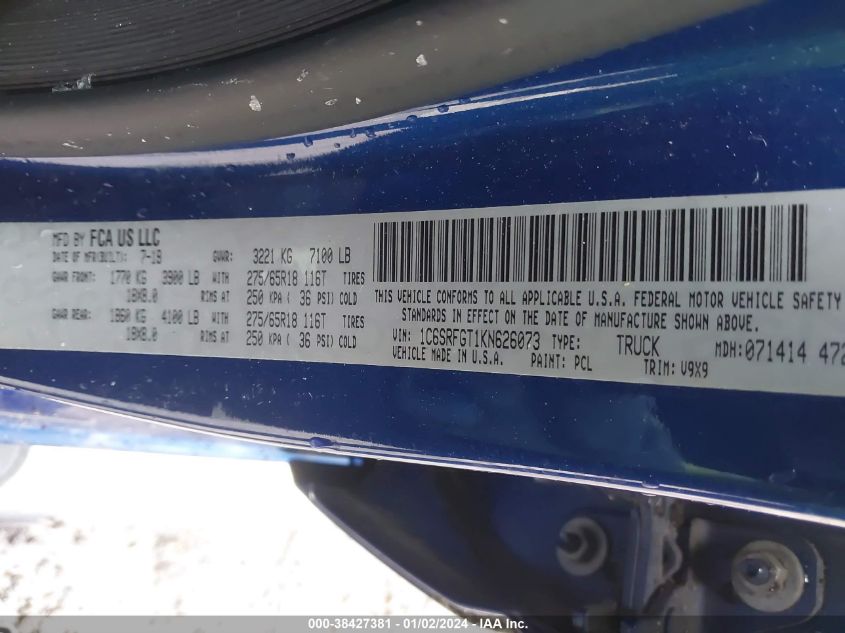 MFD BY FCA US LLC
DATE OF MFR(BUILT): 7-19 GVWR: 3221 KG 7100 LB
GAWR FRONT: 1770 KG 3900 LB WITH 275/65R18 116T TIRES
18X8.0 RIMS AT 250 KPA ( 36 PSI) COLD
GAWR REAR: 1860 KG 4100 LB WITH 275/65R18 116T TIRES
18X8.0 RIMS AT 250 KPA ( 36 PSI) COLD
THIS VEHICLE CONFORMS TO ALL APPLICABLE U.S.A. FEDERAL MOTOR VEHICLE SAFETY
STANDARDS IN EFFECT ON THE DATE OF MANUFACTURE SHOWN ABOVE.
VIN: 1C6SRFGT1KN626073 TYPE: TRUCK MDH: 071414 472
VEHICLE MADE IN U.S.A. PAINT: PCL TRIM: V9X9
000-38427381 - 01/02/2024 - IAA Inc.